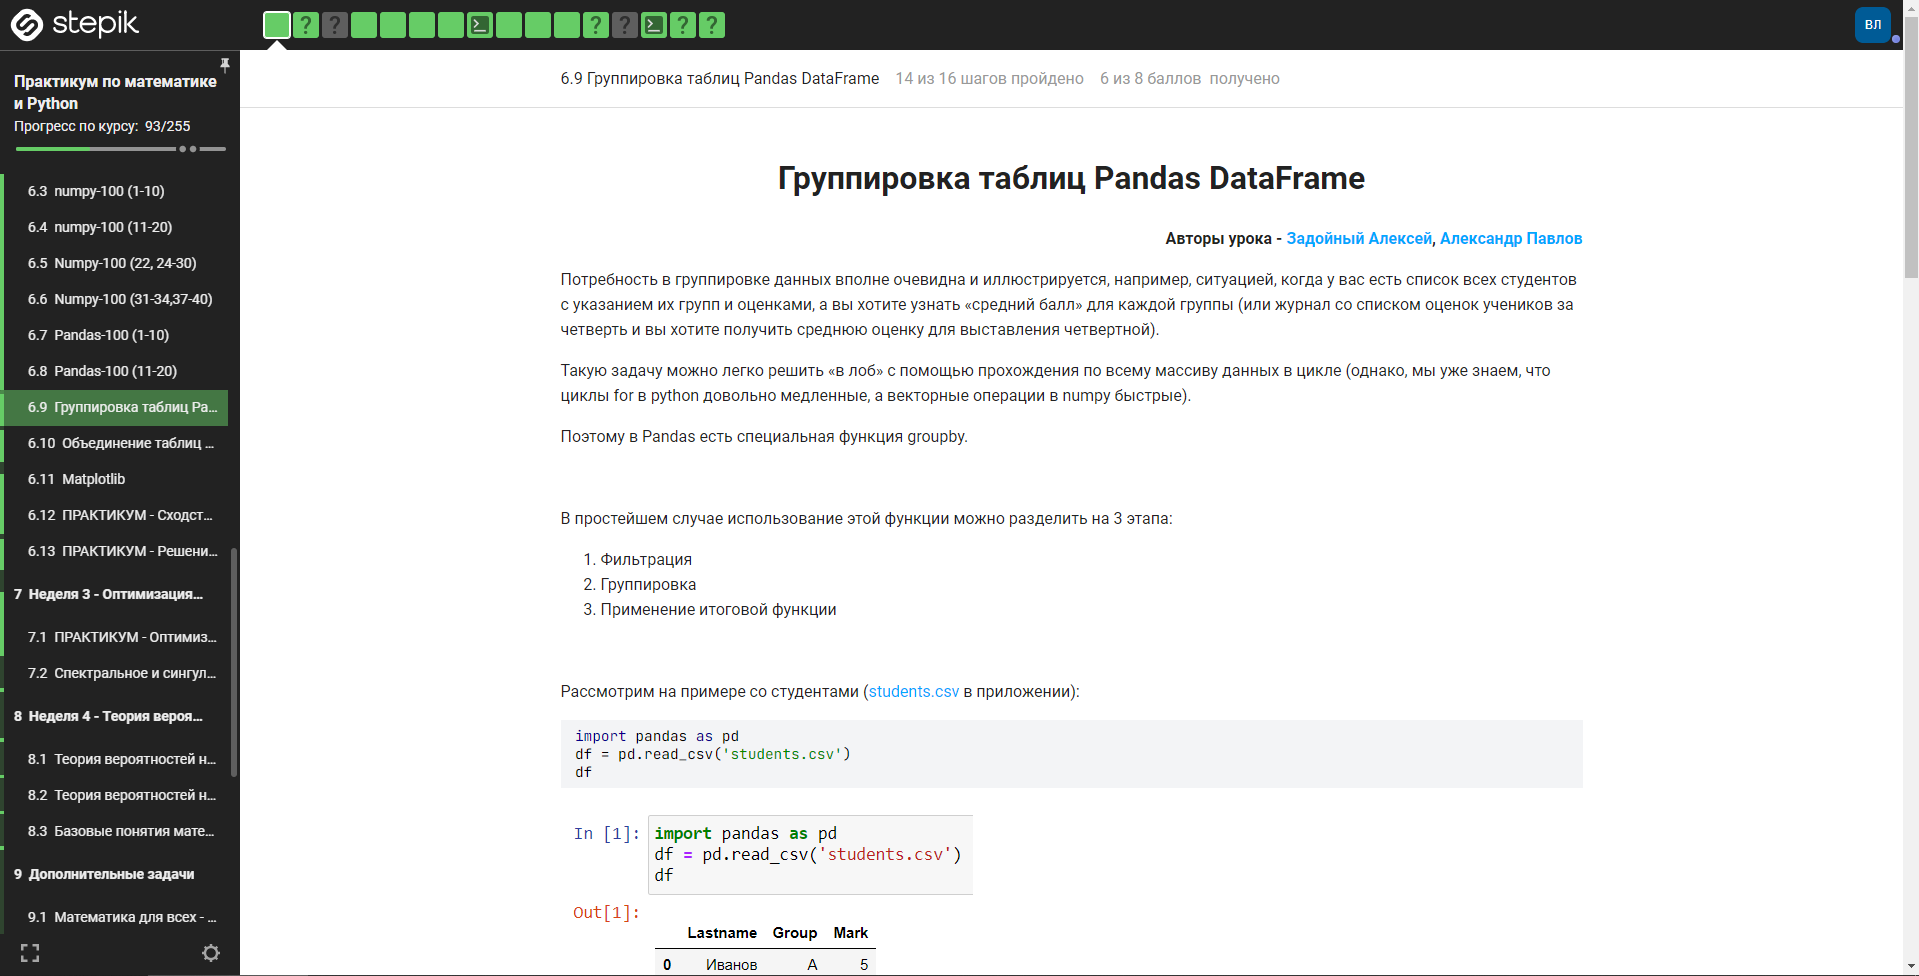 stepik
ВЛ
Практикум по математике
и Python
Прогресс по курсу: 93/255
6.3 numpy-100 (1-10)
6.4 numpy-100 (11-20)
6.5 Numpy-100 (22, 24-30)
6.6 Numpy-100 (31-34,37-40)
6.7 Pandas-100 (1-10)
6.8 Pandas-100 (11-20)
6.9 Группировка таблиц Pa...
6.10 Объединение таблиц ...
6.11 Matplotlib
6.12 ПРАКТИКУМ - Сходст...
6.13 ПРАКТИКУМ - Решени...
7 Неделя 3 - Оптимизация...
7.1 ПРАКТИКУМ - Оптимиз...
7.2 Спектральное и сингул...
8 Неделя 4 - Теория вероя...
8.1 Теория вероятностей н...
8.2 Теория вероятностей н...
8.3 Базовые понятия мате...
9 Дополнительные задачи
9.1 Математика для всех - ...
6.9 Группировка таблиц Pandas DataFrame 14 из 16 шагов пройдено 6 из 8 баллов получено
Группировка таблиц Pandas DataFrame
Авторы урока - Задойный Алексей, Александр Павлов
Потребность в группировке данных вполне очевидна и иллюстрируется, например, ситуацией, когда у вас есть список всех студентов
с указанием их групп и оценками, а вы хотите узнать «средний балл» для каждой группы (или журнал со списком оценок учеников за
четверть и вы хотите получить среднюю оценку для выставления четвертной).
Такую задачу можно легко решить «в лоб» с помощью прохождения по всему массиву данных в цикле (однако, мы уже знаем, что
циклы for в python довольно медленные, а векторные операции в numpy быстрые).
Поэтому в Pandas есть специальная функция groupby.
В простейшем случае использование этой функции можно разделить на 3 этапа:
1. Фильтрация
2. Группировка
3. Применение итоговой функции
Рассмотрим на примере со студентами (students.csv в приложении):
import pandas as pd
df = pd.read_csv('students.csv')
df
In [1]: import pandas as pd
df = pd.read_csv('students.csv')
df
Out[1]:
Lastname Group Mark
0 Иванов A 5